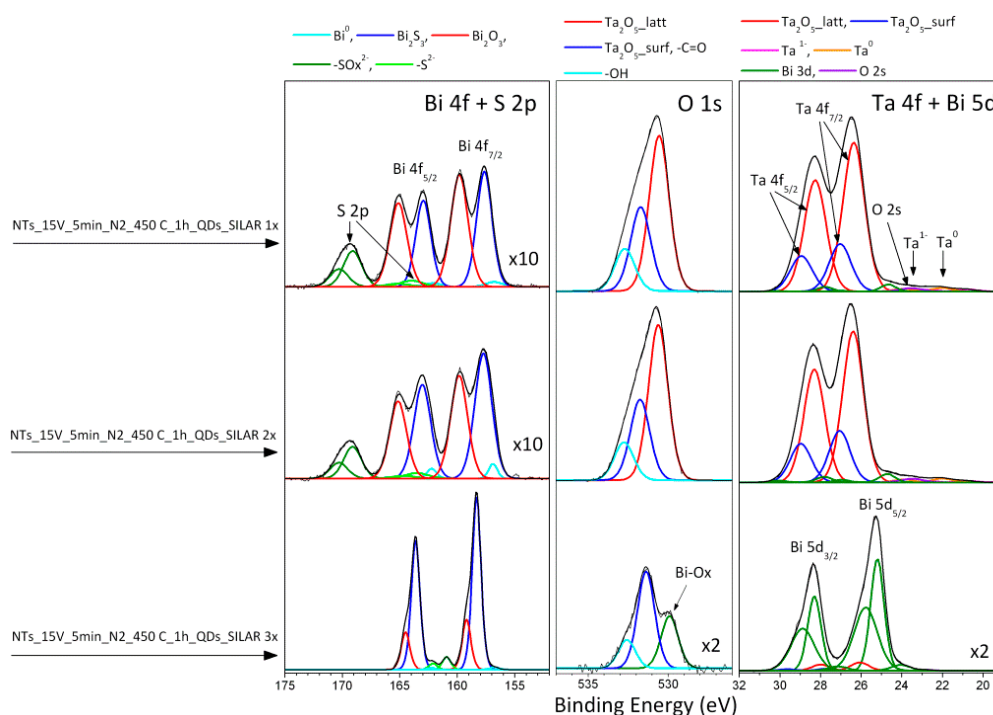 Bi⁰, Bi₂S₃, Bi₂O₃,
-SOx²⁻, -S²⁻
Ta₂O₅_latt
Ta₂O₅_surf, -C=O
-OH
Ta₂O₅_latt, Ta₂O₅_surf
Ta¹⁻, Ta⁰
Bi 3d, O 2s
Bi 4f + S 2p
O 1s
Ta 4f + Bi 5d
NTs_15V_5min_N2_450 C_1h_QDs_SILAR 1x
S 2p
Bi 4f₅/₂
Bi 4f₇/₂
x10
Ta 4f₇/₂
Ta 4f₅/₂
O 2s
Ta¹⁻
Ta⁰
NTs_15V_5min_N2_450 C_1h_QDs_SILAR 2x
x10
NTs_15V_5min_N2_450 C_1h_QDs_SILAR 3x
Bi-Ox
x2
Bi 5d₃/₂
Bi 5d₅/₂
x2
175 170 165 160 155
535 530
32 30 28 26 24 22 20
Binding Energy (eV)